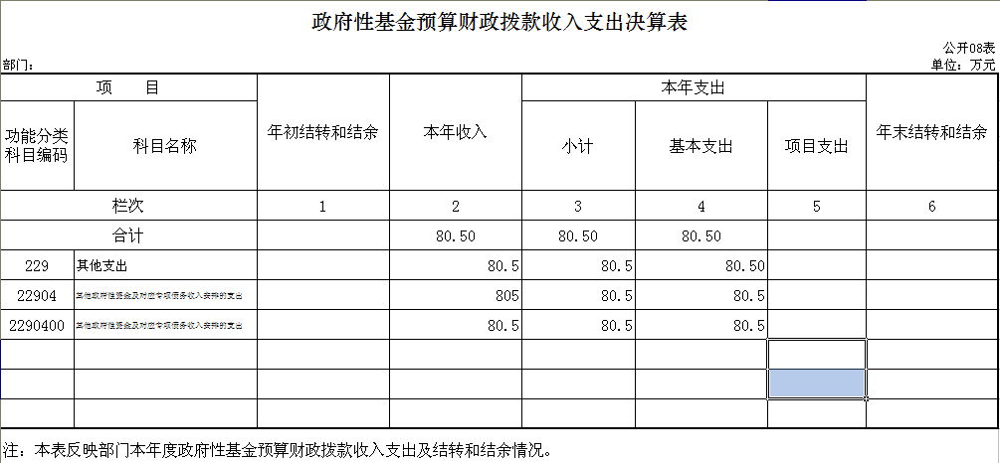 政府性基金预算财政拨款收入支出决算表
公开08表
部门： 单位：万元
项 目 年初结转和结余 本年收入 本年支出 年末结转和结余
功能分类科目编码 科目名称 小计 基本支出 项目支出
栏次 1 2 3 4 5 6
合计 80.50 80.50 80.50
229 其他支出 80.5 80.5 80.50
22904 其他政府性基金及对应专项债务收入安排的支出 805 80.5 80.5
2290400 其他政府性基金及对应专项债务收入安排的支出 80.5 80.5 80.5
注：本表反映部门本年度政府性基金预算财政拨款收入支出及结转和结余情况。